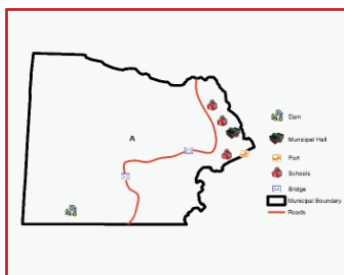 A
Dam
Municipal Hall
Port
Schools
Bridge
Municipal Boundary
Roads